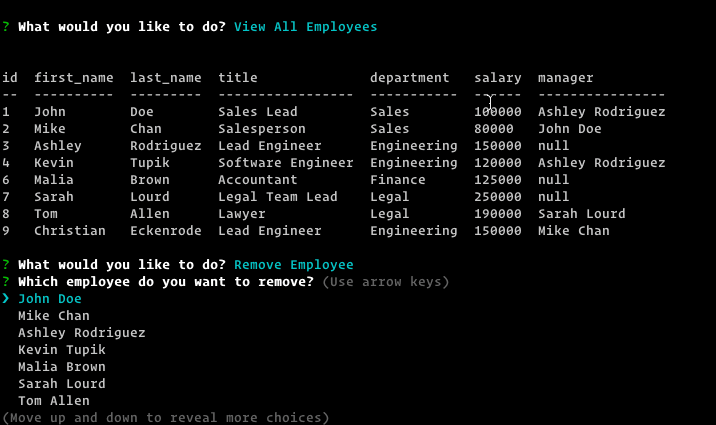 ? What would you like to do? View All Employees
id  first_name  last_name  title              department   salary  manager
--  ----------  ---------  -----------------  -----------  ------  ----------------
1   John        Doe        Sales Lead         Sales        100000  Ashley Rodriguez
2   Mike        Chan       Salesperson        Sales        80000   John Doe
3   Ashley      Rodriguez  Lead Engineer      Engineering  150000  null
4   Kevin       Tupik      Software Engineer  Engineering  120000  Ashley Rodriguez
6   Malia       Brown      Accountant         Finance      125000  null
7   Sarah       Lourd      Legal Team Lead    Legal        250000  null
8   Tom         Allen      Lawyer             Legal        190000  Sarah Lourd
9   Christian   Eckenrode  Lead Engineer      Engineering  150000  Mike Chan
? What would you like to do? Remove Employee
? Which employee do you want to remove? (Use arrow keys)
❯ John Doe
  Mike Chan
  Ashley Rodriguez
  Kevin Tupik
  Malia Brown
  Sarah Lourd
  Tom Allen
(Move up and down to reveal more choices)